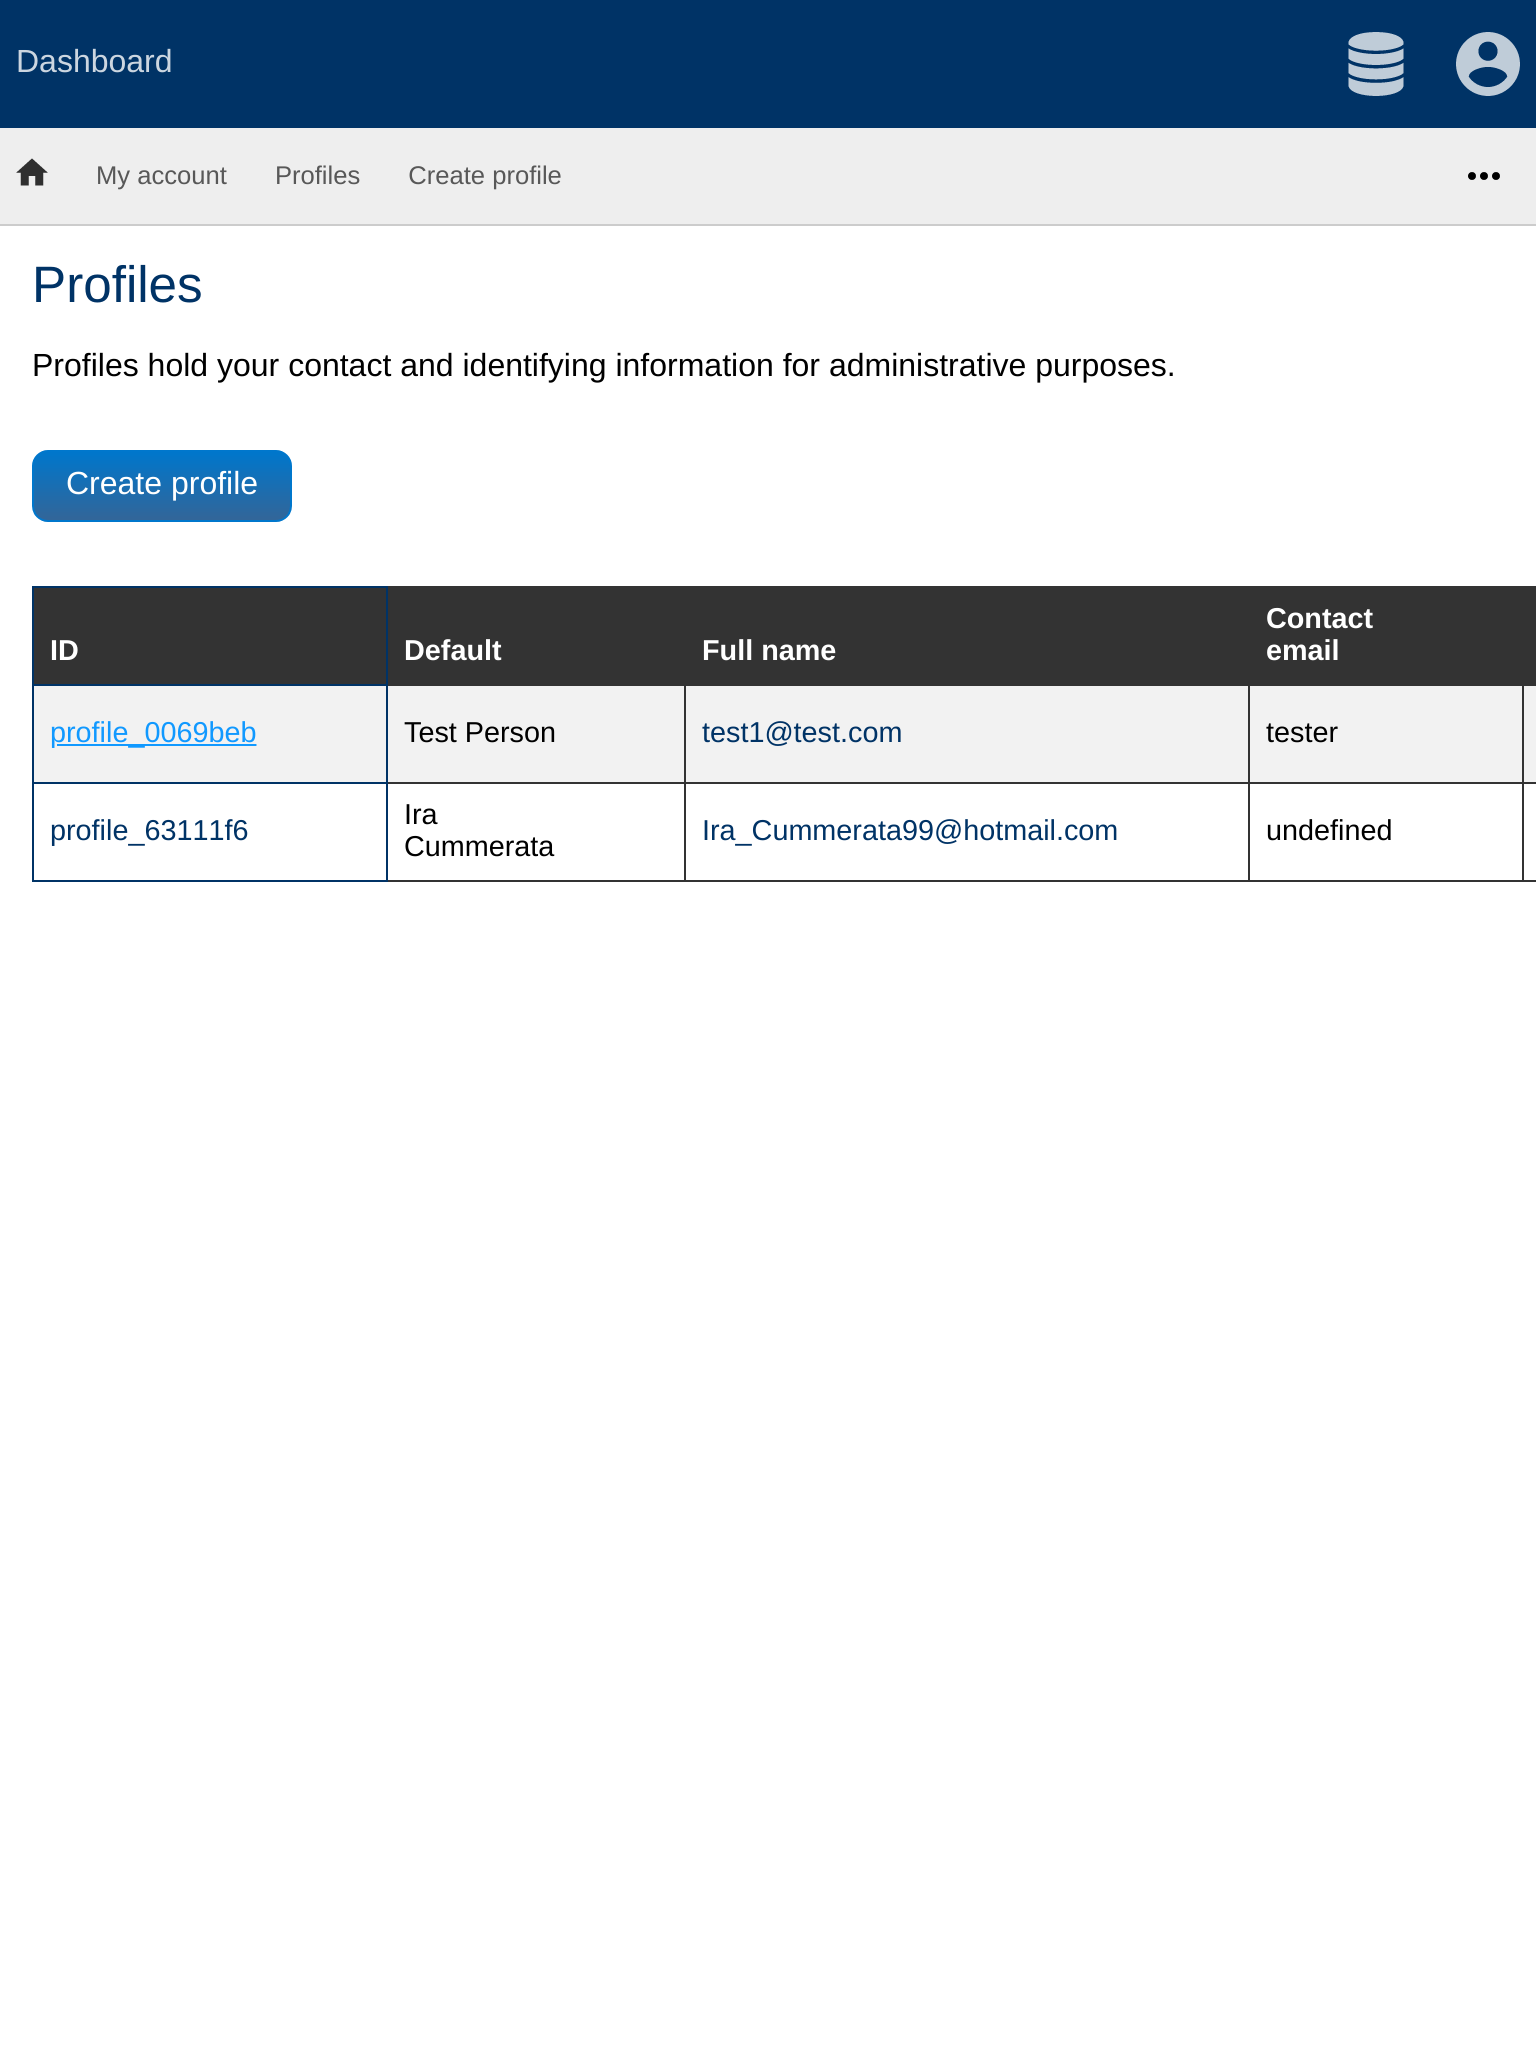 Dashboard
My account Profiles Create profile
Profiles
Profiles hold your contact and identifying information for administrative purposes.
Create profile
ID Default Full name Contact email
profile_0069beb Test Person test1@test.com tester
profile_63111f6 Ira Cummerata Ira_Cummerata99@hotmail.com undefined